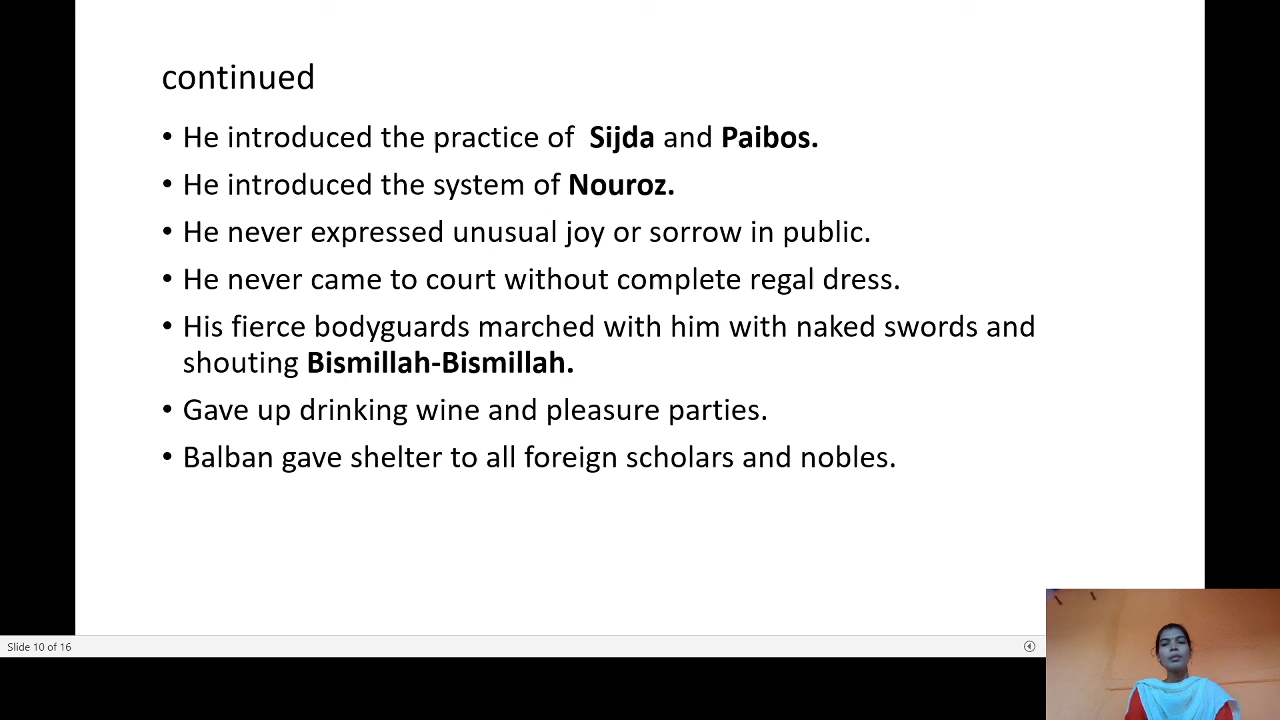 continued
• He introduced the practice of Sijda and Paibos.
• He introduced the system of Nouroz.
• He never expressed unusual joy or sorrow in public.
• He never came to court without complete regal dress.
• His fierce bodyguards marched with him with naked swords and
shouting Bismillah-Bismillah.
• Gave up drinking wine and pleasure parties.
• Balban gave shelter to all foreign scholars and nobles.
Slide 10 of 16